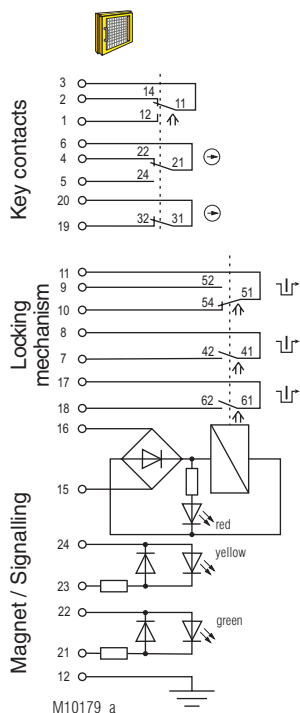 Key contacts
3
2 14
11
1 12
6
4 22
21
5 24
20
19 32 31
Locking mechanism
11
9 52
51
10 54
8
7 42 41
17
18 62 61
Magnet / Signalling
16
15
red
24
yellow
23
22
green
21
12
M10179_a